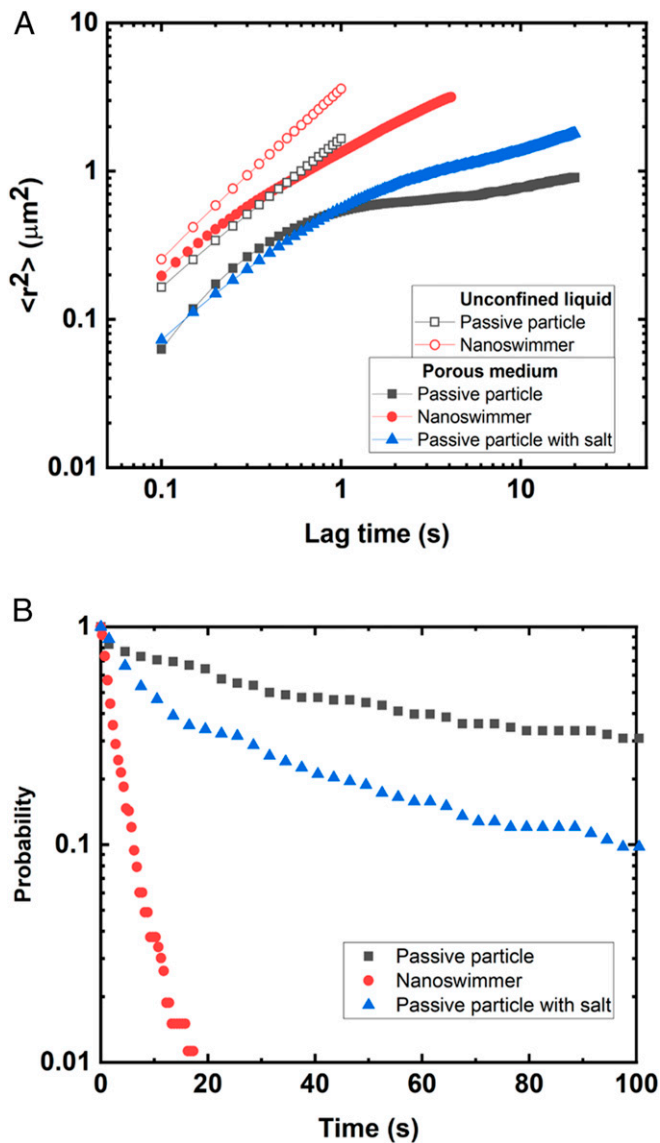 A
10
1
0.1
0.01
<r²> (μm²)
Unconfined liquid
Passive particle
Nanoswimmer
Porous medium
Passive particle
Nanoswimmer
Passive particle with salt
0.1
1
10
Lag time (s)
B
1
0.1
0.01
Probability
Passive particle
Nanoswimmer
Passive particle with salt
0
20
40
60
80
100
Time (s)